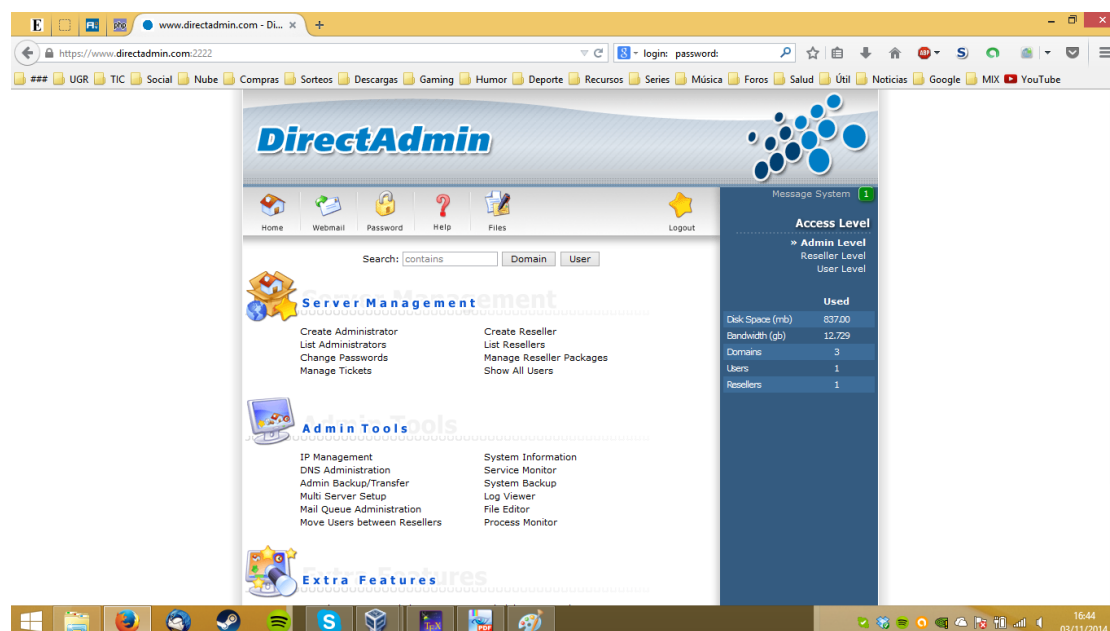 www.directadmin.com - Di... × +
https://www.directadmin.com:2222
login: password:
### UGR TIC Social Nube Compras Sorteos Descargas Gaming Humor Deporte Recursos Series Música Foros Salud Útil Noticias Google MIX YouTube
DirectAdmin
Home Webmail Password Help Files Logout
Message System 1
Access Level
» Admin Level
Reseller Level
User Level
Search: contains Domain User
Server Management
Create Administrator Create Reseller
List Administrators List Resellers
Change Passwords Manage Reseller Packages
Manage Tickets Show All Users
Used
Disk Space (mb) 837.00
Bandwidth (gb) 12.729
Domains 3
Users 1
Resellers 1
Admin Tools
IP Management System Information
DNS Administration Service Monitor
Admin Backup/Transfer System Backup
Multi Server Setup Log Viewer
Mail Queue Administration File Editor
Move Users between Resellers Process Monitor
Extra Features
16:44
03/11/2014